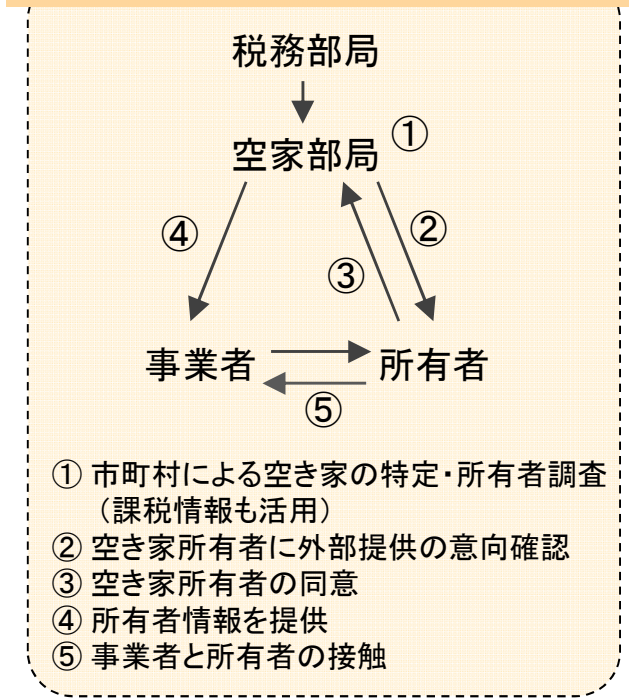 税務部局
空家部局 ①
④
②
③
事業者
所有者
⑤
① 市町村による空き家の特定・所有者調査
（課税情報も活用）
② 空き家所有者に外部提供の意向確認
③ 空き家所有者の同意
④ 所有者情報を提供
⑤ 事業者と所有者の接触